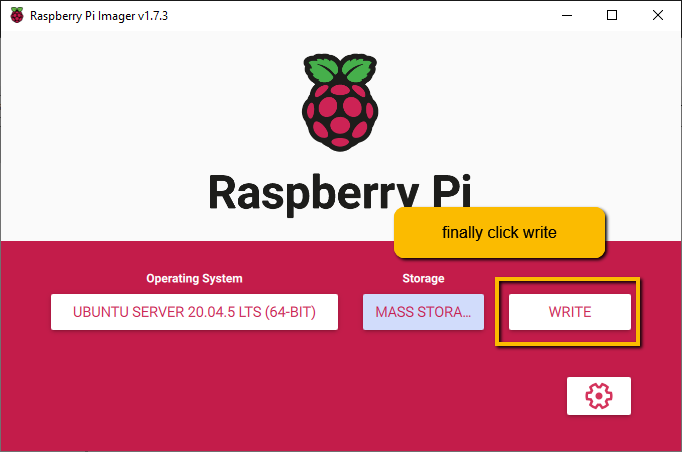 Raspberry Pi Imager v1.7.3
Raspberry Pi
finally click write
Operating System
Storage
UBUNTU SERVER 20.04.5 LTS (64-BIT)
MASS STORA...
WRITE